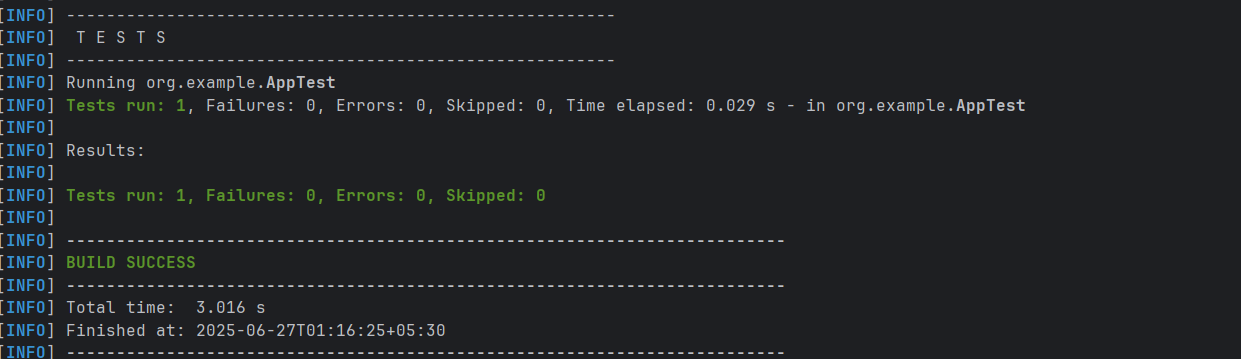 [INFO] -------------------------------------------------------
[INFO]  T E S T S
[INFO] -------------------------------------------------------
[INFO] Running org.example.AppTest
[INFO] Tests run: 1, Failures: 0, Errors: 0, Skipped: 0, Time elapsed: 0.029 s - in org.example.AppTest
[INFO]
[INFO] Results:
[INFO]
[INFO] Tests run: 1, Failures: 0, Errors: 0, Skipped: 0
[INFO]
[INFO] ------------------------------------------------------------------------
[INFO] BUILD SUCCESS
[INFO] ------------------------------------------------------------------------
[INFO] Total time:  3.016 s
[INFO] Finished at: 2025-06-27T01:16:25+05:30
[INFO] ------------------------------------------------------------------------